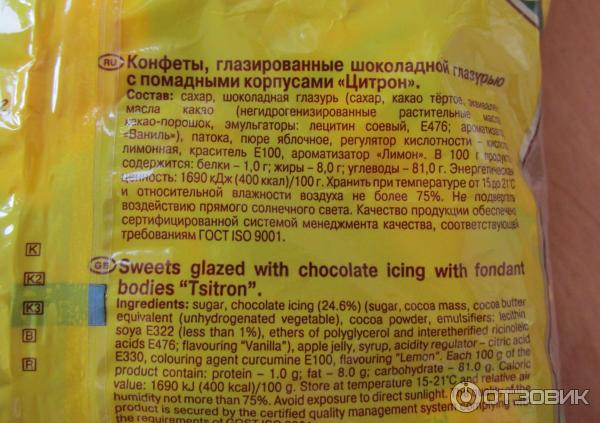 RU Конфеты, глазированные шоколадной глазурью
с помадными корпусами «Цитрон».
Состав: сахар, шоколадная глазурь (сахар, какао тёртое,
масла какао (негидрогенизированные растительные
какао-порошок, эмульгаторы: лецитин соевый, E476;
«Ваниль»), патока, пюре яблочное, регулятор кислотности –
лимонная, краситель E100, ароматизатор «Лимон». В 100 г
содержится: белки – 1,0 г; жиры – 8,0 г; углеводы – 81,0 г.
ценность: 1690 кДж (400 ккал)/100 г. Хранить при температуре от 15 до 21°С
и относительной влажности воздуха не более 75%. Не
воздействию прямого солнечного света. Качество продукции
сертифицированной системой менеджмента качества,
требованиям ГОСТ ISO 9001.
GB Sweets glazed with chocolate icing with fondant
bodies “Tsitron”.
Ingredients: sugar, chocolate icing (24.6%) (sugar, cocoa mass, cocoa butter
equivalent (unhydrogenated vegetable), cocoa powder, emulsifiers: lecithin
soya E322 (less than 1%), ethers of polyglycerol and interetherified ricinoleic
acids E476; flavouring “Vanilla”), apple jelly, syrup, acidity regulator – citric acid
E330, colouring agent curcumine E100, flavouring “Lemon”. Each 100 g of the
product contain: protein – 1.0 g; fat – 8.0 g; carbohydrate – 81.0 g. Caloric
value: 1690 kJ (400 kcal)/100 g. Store at temperature 15-21°C and relative air
humidity not more than 75%. Avoid exposure to direct sunlight. of the
product is secured by the certified quality management system
the requirements of GOST ISO 9001.
K
K2
K3
B
ОТЗОВИК